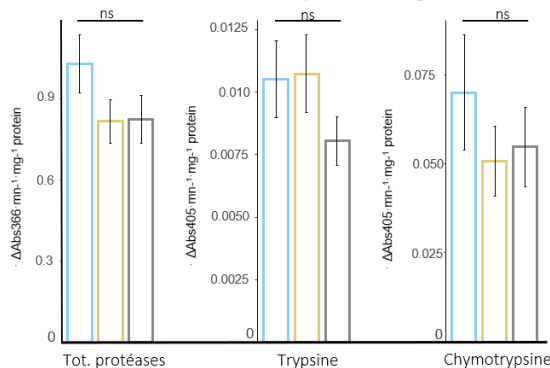 ns
ns
ns
· ΔAbs366·mn-¹·mg-¹ protein
0.9
0.6
0.3
0
· ΔAbs405·mn-¹·mg-¹ protein
0.0125
0.0100
0.0075
0.0050
0.0025
0
· ΔAbs405·mn-¹·mg-¹ protein
0.075
0.050
0.025
0
Tot. protéases
Trypsine
Chymotrypsine